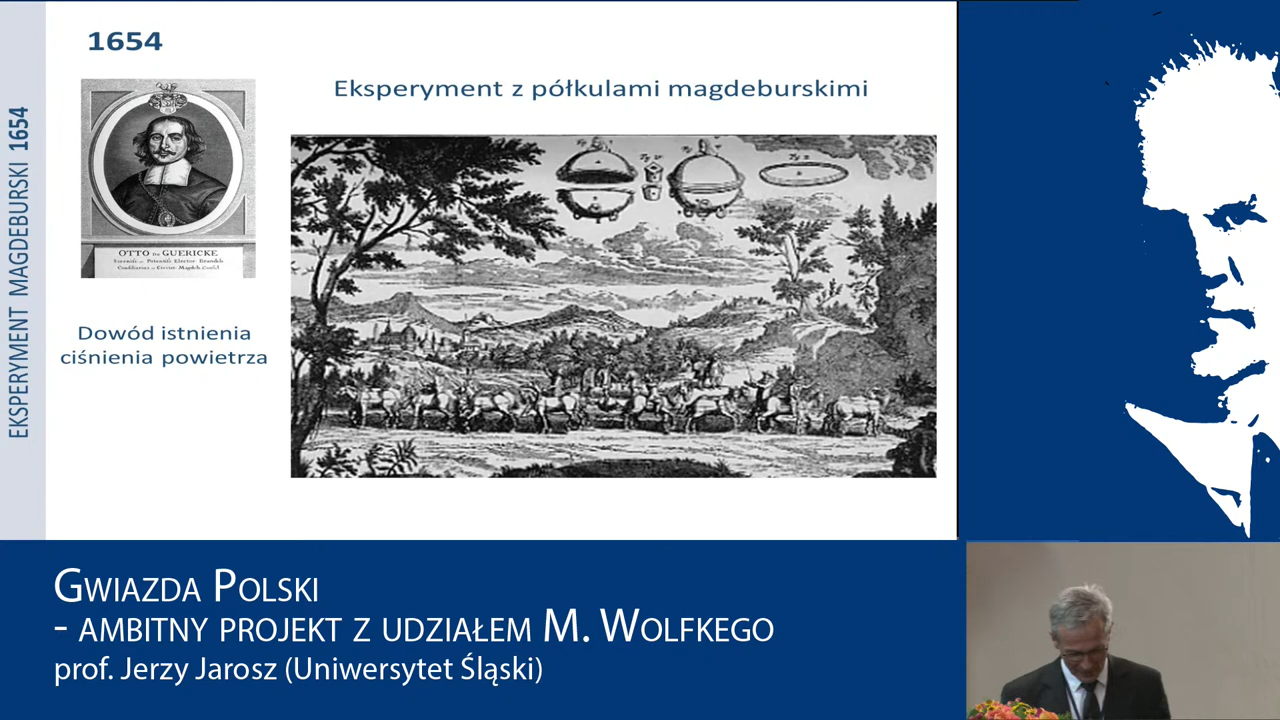 1654
EKSPERYMENT MAGDEBURSKI 1654
Eksperyment z półkulami magdeburskimi
OTTO de GUERICKE
Dowód istnienia
ciśnienia powietrza
GWIAZDA POLSKI
- AMBITNY PROJEKT Z UDZIAŁEM M. WOLFKEGO
prof. Jerzy Jarosz (Uniwersytet Śląski)